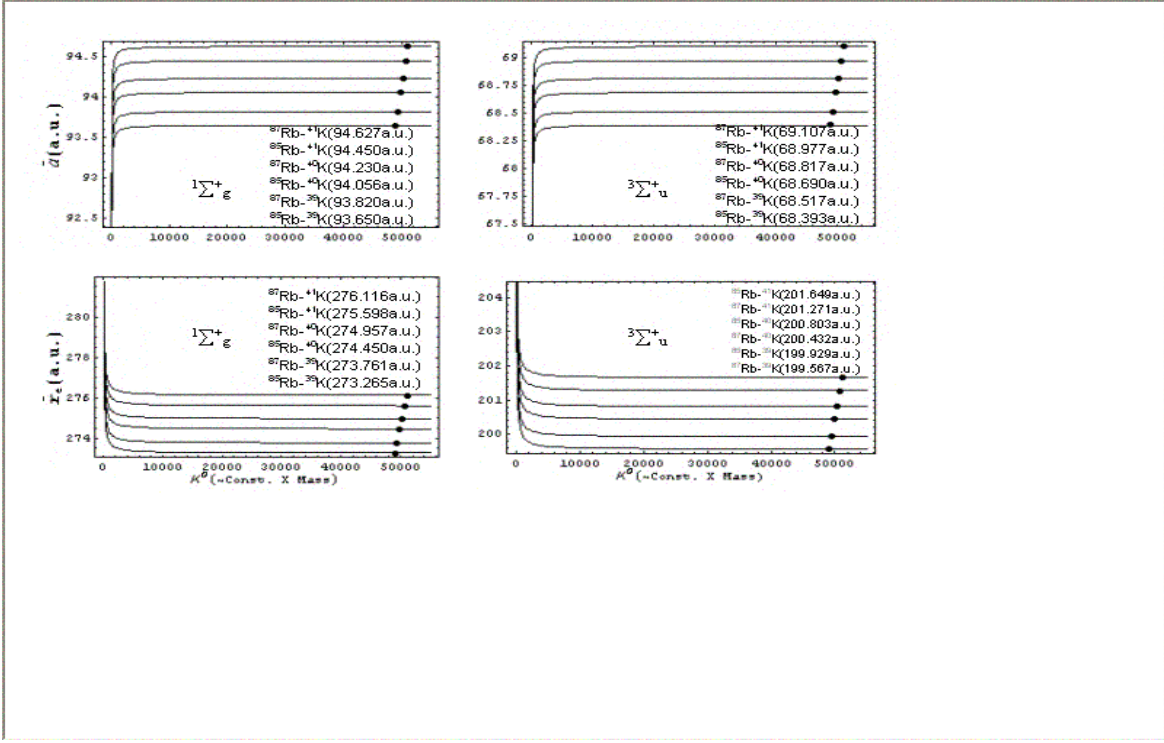 94.5
94
93.5
93
92.5
ā(a.u.)
⁸⁷Rb-⁴¹K(94.627a.u.)
⁸⁵Rb-⁴¹K(94.450a.u.)
⁸⁷Rb-⁴⁰K(94.230a.u.)
⁸⁵Rb-⁴⁰K(94.056a.u.)
⁸⁷Rb-³⁹K(93.820a.u.)
⁸⁵Rb-³⁹K(93.650a.u.)
¹Σ⁺g
0 10000 20000 30000 40000 50000
69
68.75
68.5
68.25
68
67.75
67.5
⁸⁷Rb-⁴¹K(69.107a.u.)
⁸⁵Rb-⁴¹K(68.977a.u.)
⁸⁷Rb-⁴⁰K(68.817a.u.)
⁸⁵Rb-⁴⁰K(68.690a.u.)
⁸⁷Rb-³⁹K(68.517a.u.)
⁸⁵Rb-³⁹K(68.393a.u.)
³Σ⁺u
0 10000 20000 30000 40000 50000
280
278
276
274
r̄e(a.u.)
⁸⁷Rb-⁴¹K(276.116a.u.)
⁸⁵Rb-⁴¹K(275.598a.u.)
⁸⁷Rb-⁴⁰K(274.957a.u.)
⁸⁵Rb-⁴⁰K(274.450a.u.)
⁸⁷Rb-³⁹K(273.761a.u.)
⁸⁵Rb-³⁹K(273.265a.u.)
¹Σ⁺g
0 10000 20000 30000 40000 50000
(~Const. X Mass)
204
203
202
201
200
Rb- K(201.649a.u.)
Rb- K(201.271a.u.)
Rb- K(200.803a.u.)
Rb- K(200.432a.u.)
Rb- K(199.929a.u.)
Rb- K(199.567a.u.)
³Σ⁺u
0 10000 20000 30000 40000 50000
(~Const. X Mass)